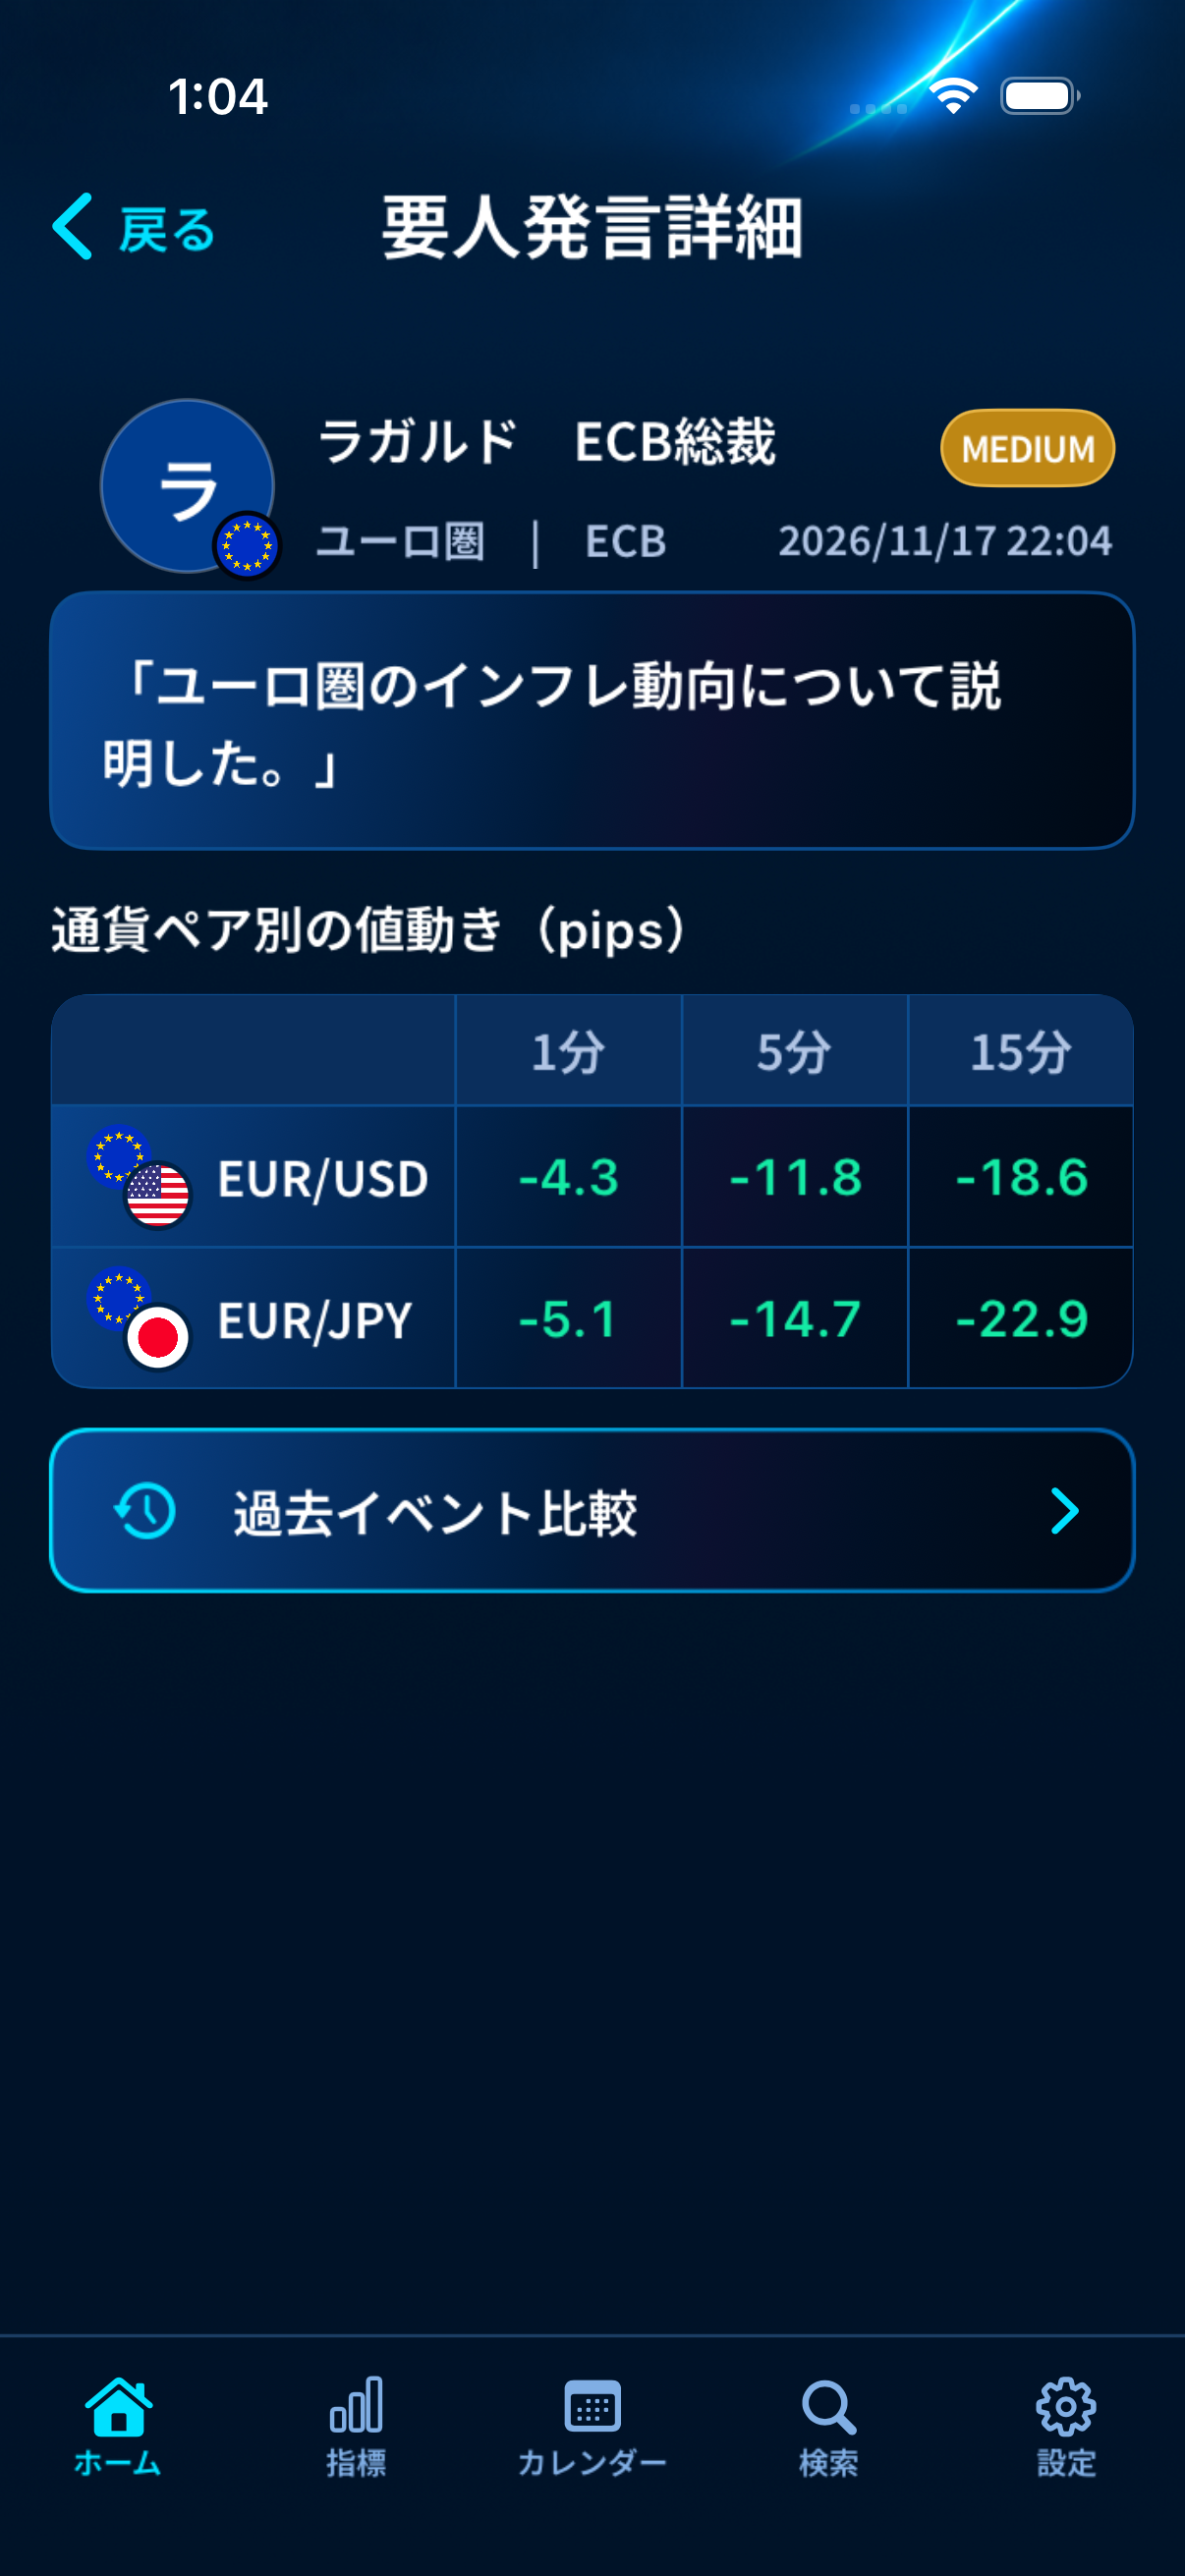 1:04
戻る
要人発言詳細
ラ
ラガルド　ECB総裁
MEDIUM
ユーロ圏　|　ECB
2026/11/17 22:04
「ユーロ圏のインフレ動向について説
明した。」
通貨ペア別の値動き（pips）
1分 5分 15分
EUR/USD -4.3 -11.8 -18.6
EUR/JPY -5.1 -14.7 -22.9
過去イベント比較
ホーム 指標 カレンダー 検索 設定